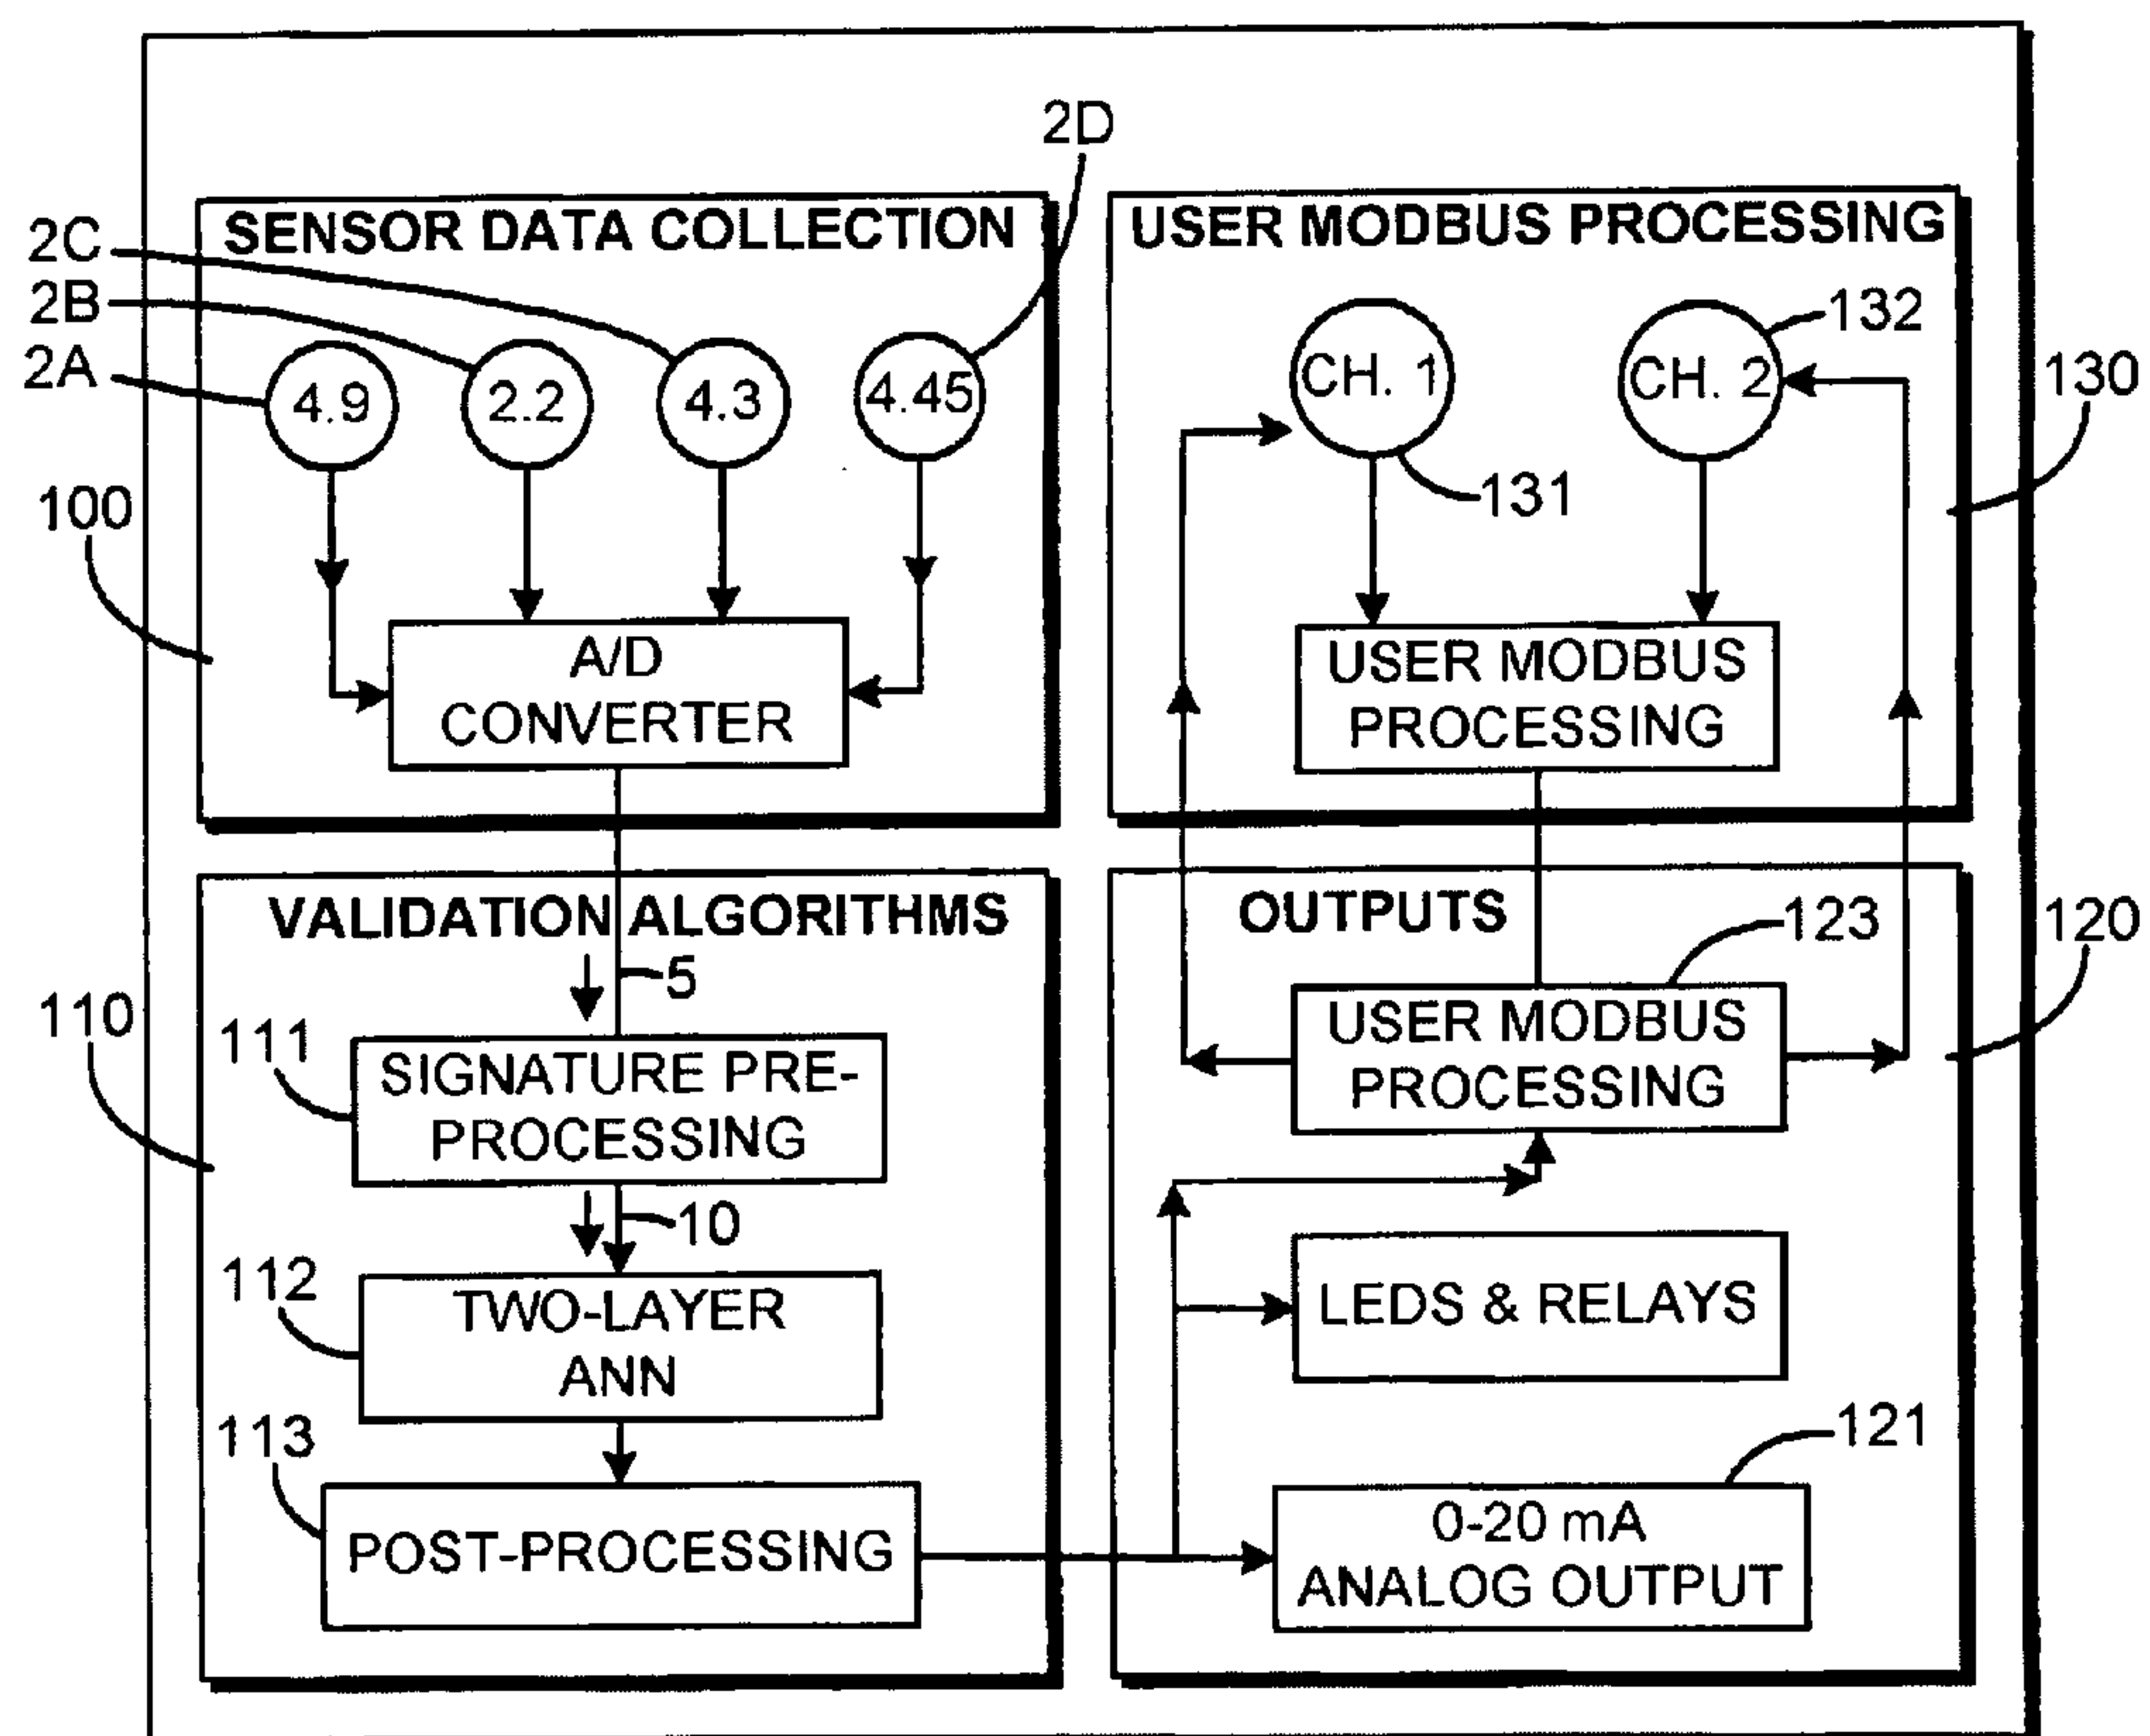 2D
SENSOR DATA COLLECTION
2C
2B
2A
4.9
2.2
4.3
4.45
100
A/D
CONVERTER
USER MODBUS PROCESSING
CH. 1
CH. 2
132
130
131
USER MODBUS
PROCESSING
VALIDATION ALGORITHMS
5
110
111
SIGNATURE PRE-
PROCESSING
10
112
TWO-LAYER
ANN
113
POST-PROCESSING
OUTPUTS
123
120
USER MODBUS
PROCESSING
LEDS & RELAYS
121
0-20 mA
ANALOG OUTPUT